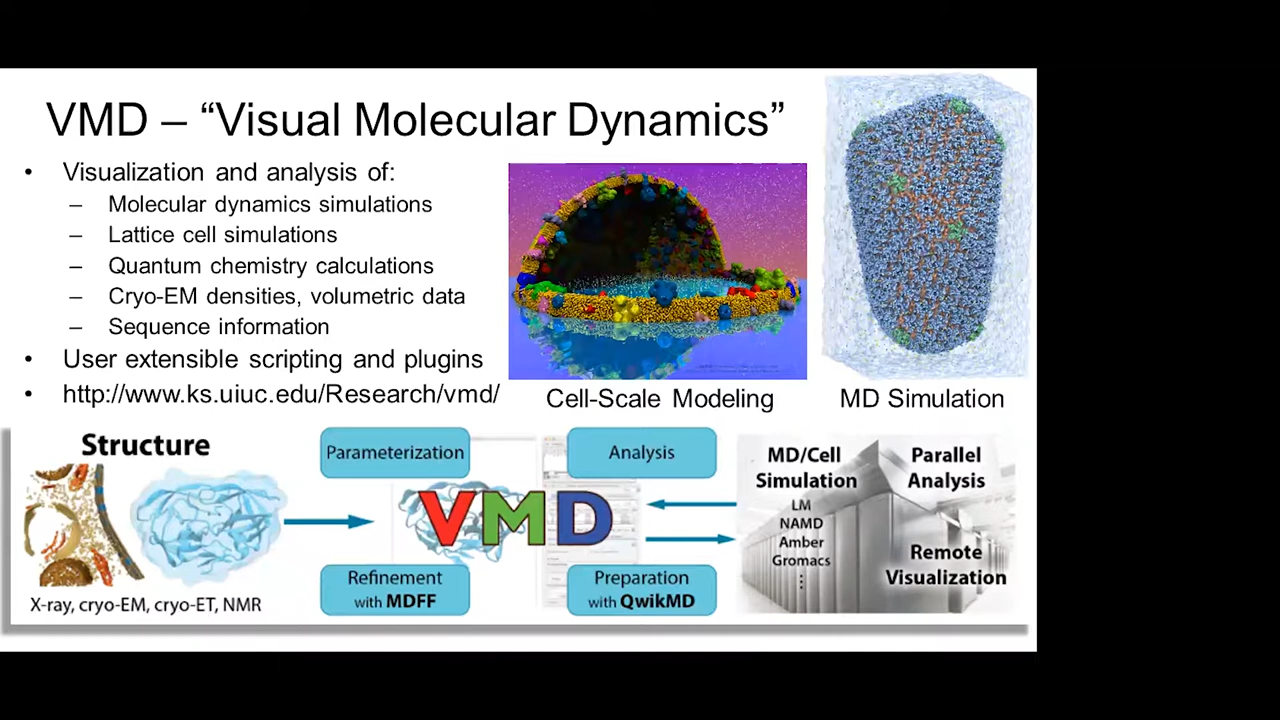 VMD – “Visual Molecular Dynamics”
• Visualization and analysis of:
– Molecular dynamics simulations
– Lattice cell simulations
– Quantum chemistry calculations
– Cryo-EM densities, volumetric data
– Sequence information
• User extensible scripting and plugins
• http://www.ks.uiuc.edu/Research/vmd/
Cell-Scale Modeling
MD Simulation
Structure
X-ray, cryo-EM, cryo-ET, NMR
Parameterization
Analysis
VMD
Refinement
with MDFF
Preparation
with QwikMD
MD/Cell
Simulation
LM
NAMD
Amber
Gromacs
⋮
Parallel
Analysis
Remote
Visualization